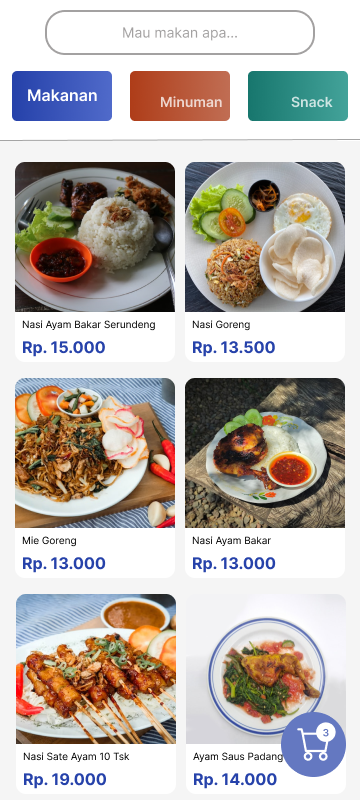 Mau makan apa...
Makanan
Minuman
Snack
Nasi Ayam Bakar Serundeng
Rp. 15.000
Nasi Goreng
Rp. 13.500
Mie Goreng
Rp. 13.000
Nasi Ayam Bakar
Rp. 13.000
Nasi Sate Ayam 10 Tsk
Rp. 19.000
Ayam Saus Padang
Rp. 14.000
3